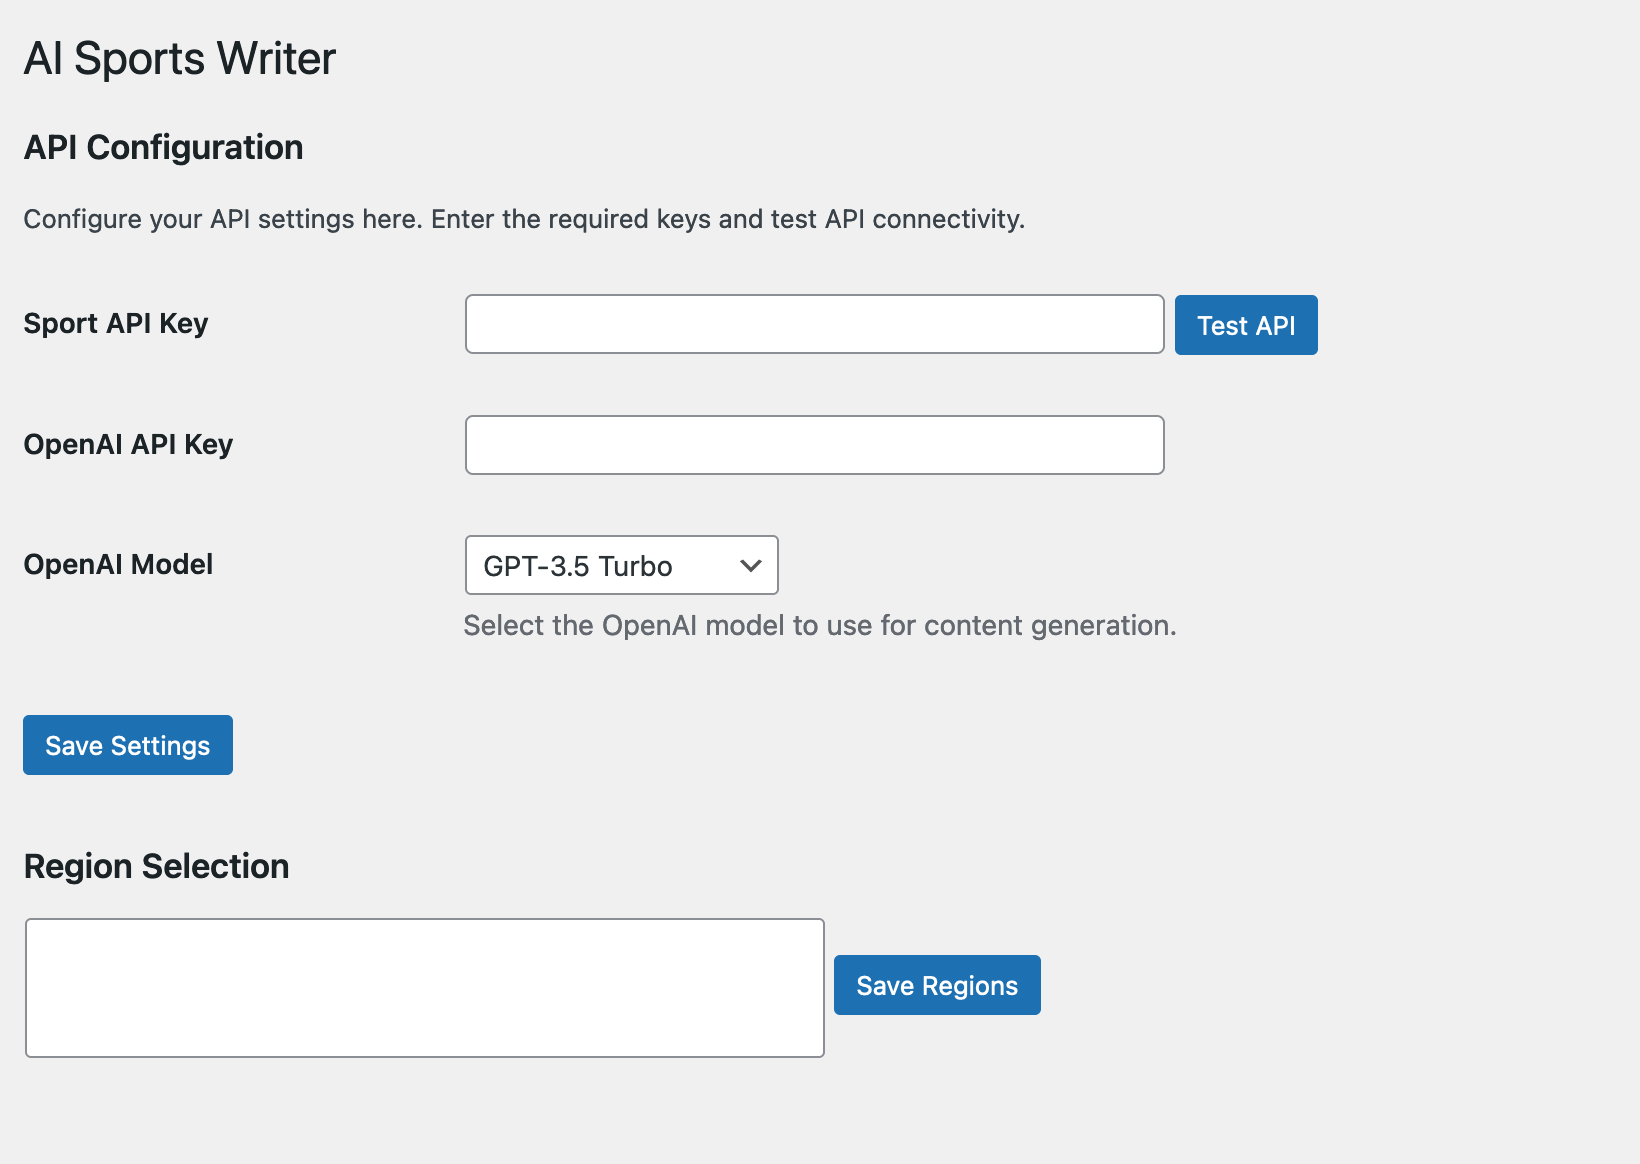 AI Sports Writer
API Configuration
Configure your API settings here. Enter the required keys and test API connectivity.
Sport API Key
Test API
OpenAI API Key
OpenAI Model
GPT-3.5 Turbo
Select the OpenAI model to use for content generation.
Save Settings
Region Selection
Save Regions